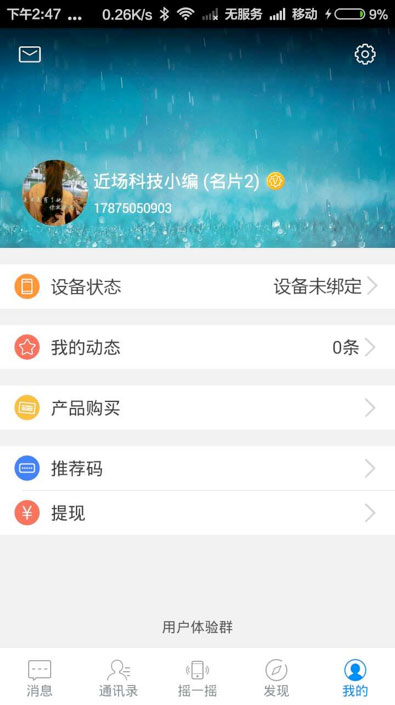 下午2:47 ... 0.26K/s 无服务 移动 9%
近场科技小编 (名片2)
17875050903
设备状态 设备未绑定
我的动态 0条
产品购买
推荐码
提现
用户体验群
消息 通讯录 摇一摇 发现 我的